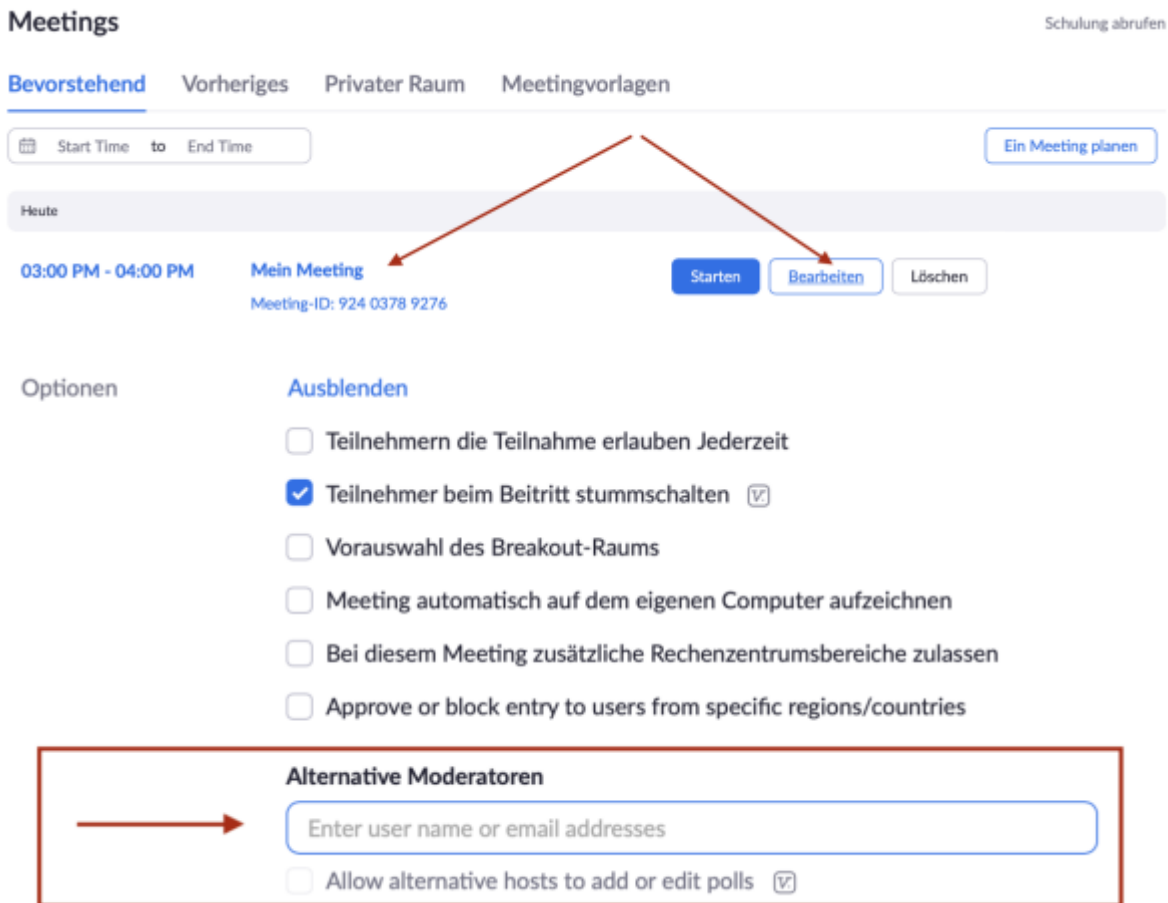 Meetings
Schulung abrufen
Bevorstehend Vorheriges Privater Raum Meetingvorlagen
Start Time to End Time
Ein Meeting planen
Heute
03:00 PM - 04:00 PM Mein Meeting Starten Bearbeiten Löschen
Meeting-ID: 924 0378 9276
Optionen Ausblenden
Teilnehmern die Teilnahme erlauben Jederzeit
Teilnehmer beim Beitritt stummschalten
Vorauswahl des Breakout-Raums
Meeting automatisch auf dem eigenen Computer aufzeichnen
Bei diesem Meeting zusätzliche Rechenzentrumsbereiche zulassen
Approve or block entry to users from specific regions/countries
Alternative Moderatoren
Enter user name or email addresses
Allow alternative hosts to add or edit polls